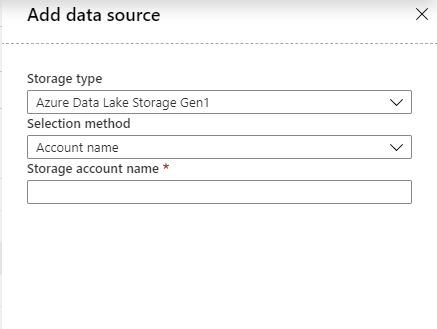 Add data source
Storage type
Azure Data Lake Storage Gen1
Selection method
Account name
Storage account name *